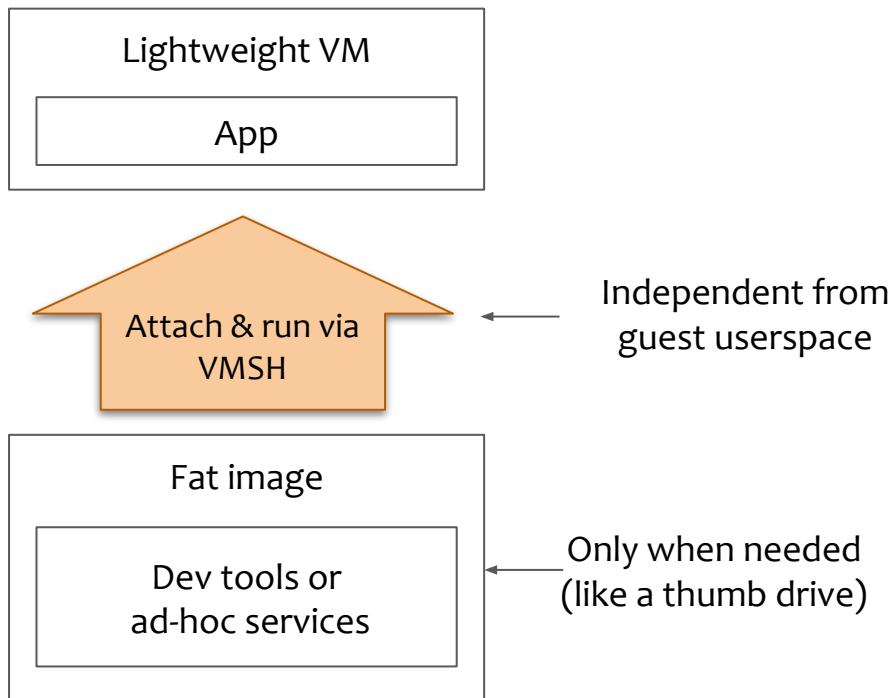 Lightweight VM
App
Attach & run via
VMSH
Independent from
guest userspace
Fat image
Dev tools or
ad-hoc services
Only when needed
(like a thumb drive)